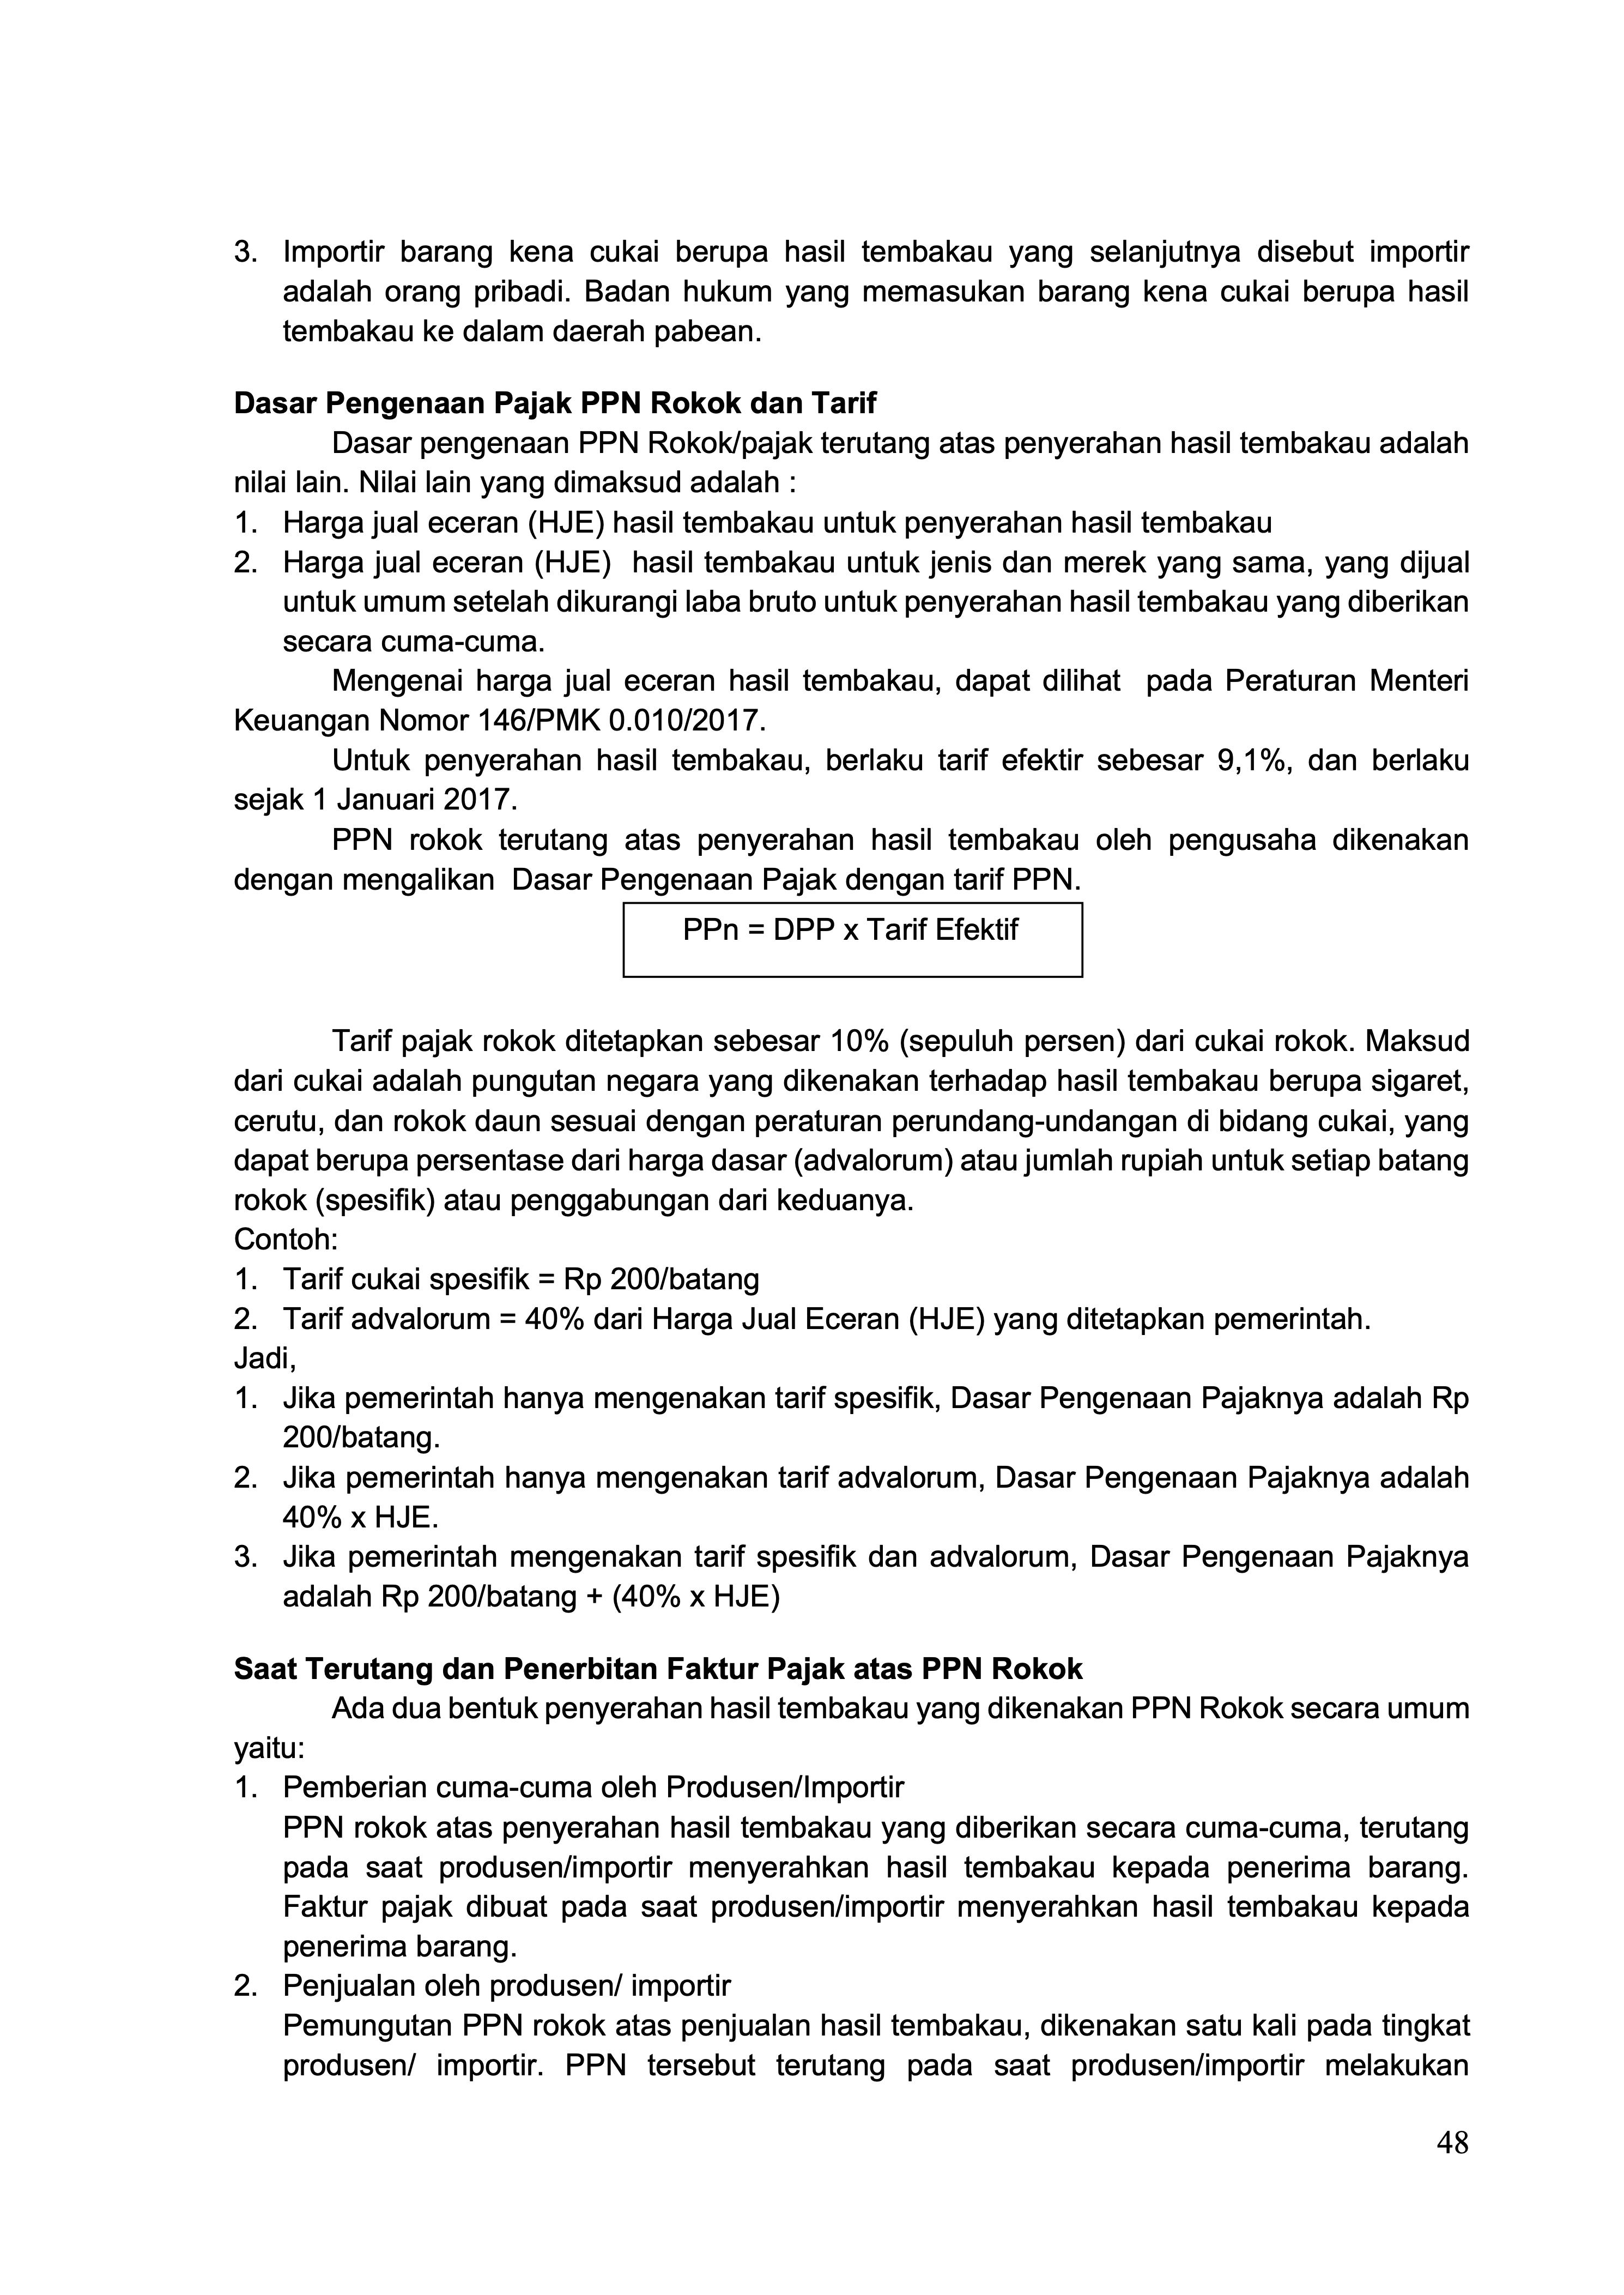 3. Importir barang kena cukai berupa hasil tembakau yang selanjutnya disebut importir
adalah orang pribadi. Badan hukum yang memasukan barang kena cukai berupa hasil
tembakau ke dalam daerah pabean.
Dasar Pengenaan Pajak PPN Rokok dan Tarif
Dasar pengenaan PPN Rokok/pajak terutang atas penyerahan hasil tembakau adalah
nilai lain. Nilai lain yang dimaksud adalah :
1. Harga jual eceran (HJE) hasil tembakau untuk penyerahan hasil tembakau
2. Harga jual eceran (HJE) hasil tembakau untuk jenis dan merek yang sama, yang dijual
untuk umum setelah dikurangi laba bruto untuk penyerahan hasil tembakau yang diberikan
secara cuma-cuma.
Mengenai harga jual eceran hasil tembakau, dapat dilihat pada Peraturan Menteri
Keuangan Nomor 146/PMK 0.010/2017.
Untuk penyerahan hasil tembakau, berlaku tarif efektir sebesar 9,1%, dan berlaku
sejak 1 Januari 2017.
PPN rokok terutang atas penyerahan hasil tembakau oleh pengusaha dikenakan
dengan mengalikan Dasar Pengenaan Pajak dengan tarif PPN.
PPn = DPP x Tarif Efektif
Tarif pajak rokok ditetapkan sebesar 10% (sepuluh persen) dari cukai rokok. Maksud
dari cukai adalah pungutan negara yang dikenakan terhadap hasil tembakau berupa sigaret,
cerutu, dan rokok daun sesuai dengan peraturan perundang-undangan di bidang cukai, yang
dapat berupa persentase dari harga dasar (advalorum) atau jumlah rupiah untuk setiap batang
rokok (spesifik) atau penggabungan dari keduanya.
Contoh:
1. Tarif cukai spesifik = Rp 200/batang
2. Tarif advalorum = 40% dari Harga Jual Eceran (HJE) yang ditetapkan pemerintah.
Jadi,
1. Jika pemerintah hanya mengenakan tarif spesifik, Dasar Pengenaan Pajaknya adalah Rp
200/batang.
2. Jika pemerintah hanya mengenakan tarif advalorum, Dasar Pengenaan Pajaknya adalah
40% x HJE.
3. Jika pemerintah mengenakan tarif spesifik dan advalorum, Dasar Pengenaan Pajaknya
adalah Rp 200/batang + (40% x HJE)
Saat Terutang dan Penerbitan Faktur Pajak atas PPN Rokok
Ada dua bentuk penyerahan hasil tembakau yang dikenakan PPN Rokok secara umum
yaitu:
1. Pemberian cuma-cuma oleh Produsen/Importir
PPN rokok atas penyerahan hasil tembakau yang diberikan secara cuma-cuma, terutang
pada saat produsen/importir menyerahkan hasil tembakau kepada penerima barang.
Faktur pajak dibuat pada saat produsen/importir menyerahkan hasil tembakau kepada
penerima barang.
2. Penjualan oleh produsen/ importir
Pemungutan PPN rokok atas penjualan hasil tembakau, dikenakan satu kali pada tingkat
produsen/ importir. PPN tersebut terutang pada saat produsen/importir melakukan
48